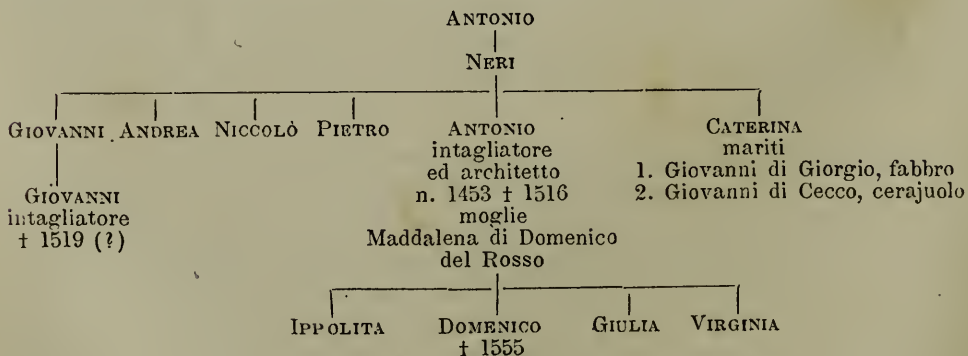 ANTONIO
NERI
GIOVANNI ANDREA NICCOLÒ PIETRO ANTONIO CATERINA
intagliatore mariti
ed architetto 1. Giovanni di Giorgio, fabbro
GIOVANNI n. 1453 † 1516 2. Giovanni di Cecco, cerajuolo
intagliatore moglie
† 1519 (?) Maddalena di Domenico
del Rosso
IPPOLITA DOMENICO GIULIA VIRGINIA
† 1555